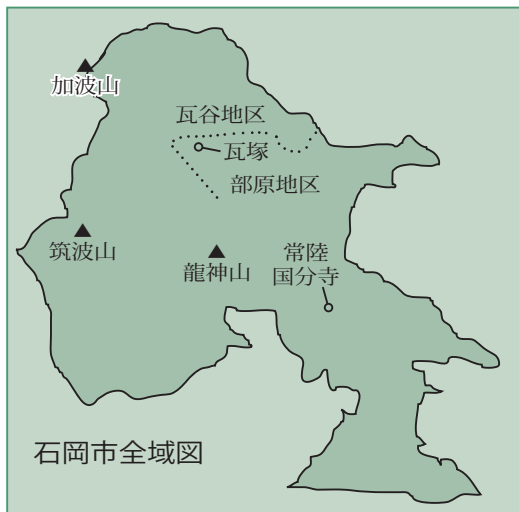 加波山
瓦谷地区
瓦塚
部原地区
筑波山
龍神山
常陸
国分寺
石岡市全域図